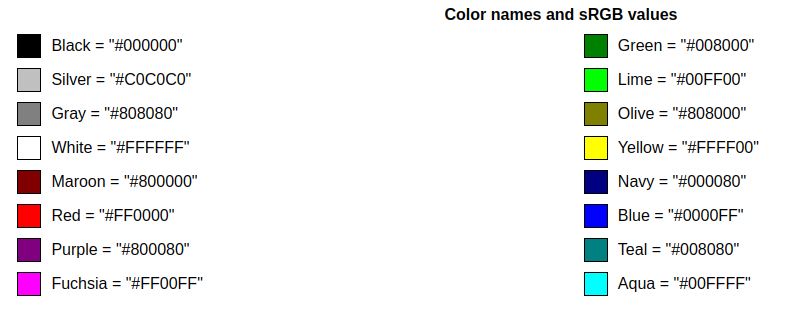 Color names and sRGB values
Black = "#000000"
Green = "#008000"
Silver = "#C0C0C0"
Lime = "#00FF00"
Gray = "#808080"
Olive = "#808000"
White = "#FFFFFF"
Yellow = "#FFFF00"
Maroon = "#800000"
Navy = "#000080"
Red = "#FF0000"
Blue = "#0000FF"
Purple = "#800080"
Teal = "#008080"
Fuchsia = "#FF00FF"
Aqua = "#00FFFF"